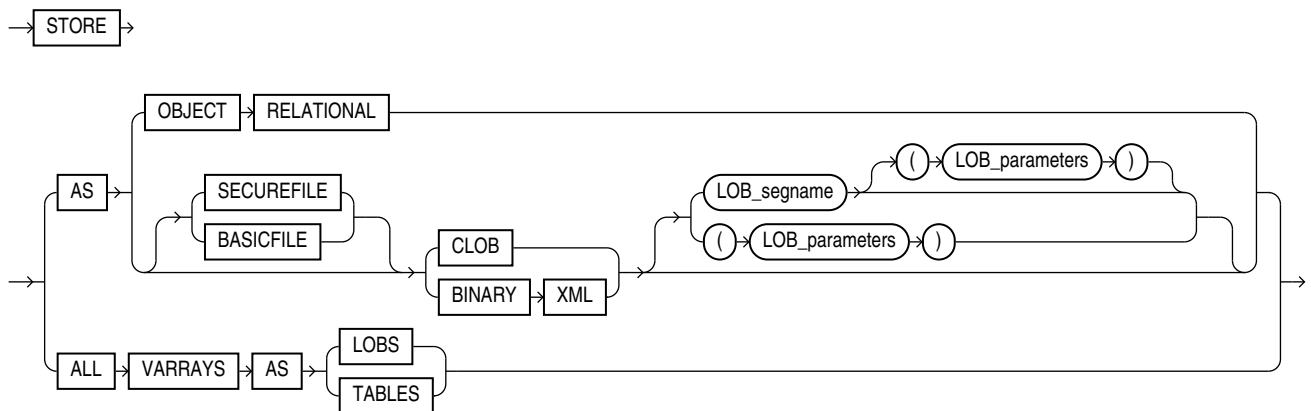 STORE
OBJECT RELATIONAL
( LOB_parameters )
AS SECUREFILE LOB_segname
BASICFILE ( LOB_parameters )
CLOB
BINARY XML
LOBS
ALL VARRAYS AS
TABLES